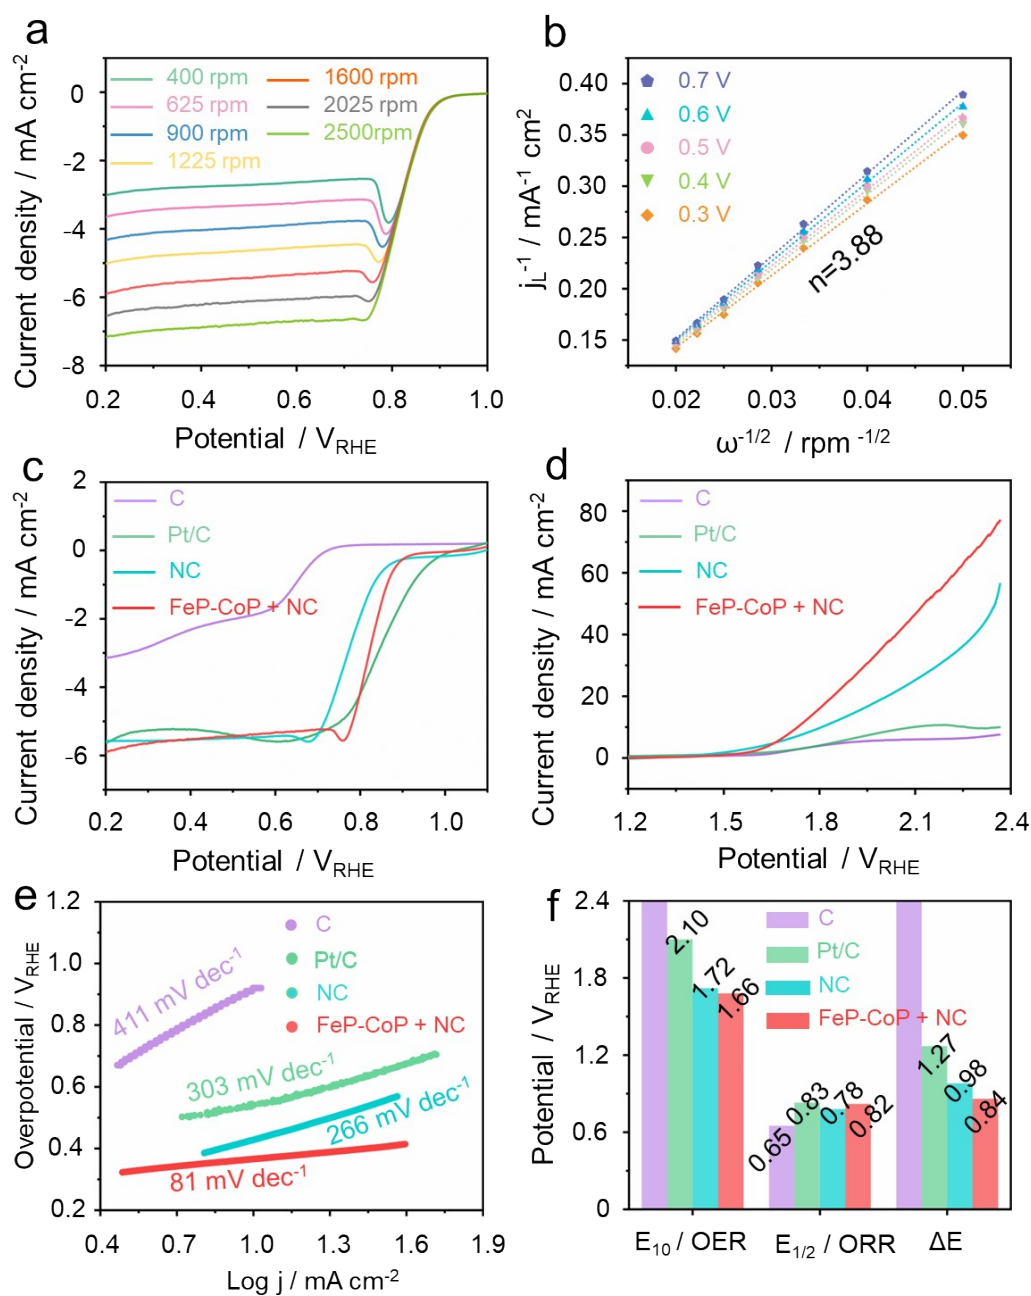 a
400 rpm
1600 rpm
625 rpm
2025 rpm
900 rpm
2500rpm
1225 rpm
0
-2
-4
-6
-8
0.2 0.4 0.6 0.8 1.0
Current density / mA cm⁻²
Potential / V_RHE
b
0.7 V
0.6 V
0.5 V
0.4 V
0.3 V
n=3.88
0.40
0.35
0.30
0.25
0.20
0.15
0.02 0.03 0.04 0.05
j_L⁻¹ / mA⁻¹ cm²
ω⁻¹/² / rpm ⁻¹/²
c
C
Pt/C
NC
FeP-CoP + NC
2
0
-2
-4
-6
0.2 0.4 0.6 0.8 1.0
Current density / mA cm⁻²
Potential / V_RHE
d
C
Pt/C
NC
FeP-CoP + NC
80
60
40
20
0
1.2 1.5 1.8 2.1 2.4
Current density / mA cm⁻²
Potential / V_RHE
e
C
Pt/C
NC
FeP-CoP + NC
411 mV dec⁻¹
303 mV dec⁻¹
266 mV dec⁻¹
81 mV dec⁻¹
1.2
1.0
0.8
0.6
0.4
0.2
0.4 0.7 1.0 1.3 1.6 1.9
Overpotential / V_RHE
Log j / mA cm⁻²
f
C
Pt/C
NC
FeP-CoP + NC
2.10
1.72
1.66
0.65
0.83
0.78
0.82
1.27
0.98
0.84
2.4
1.8
1.2
0.6
0
Potential / V_RHE
E₁₀ / OER E₁/₂ / ORR ΔE